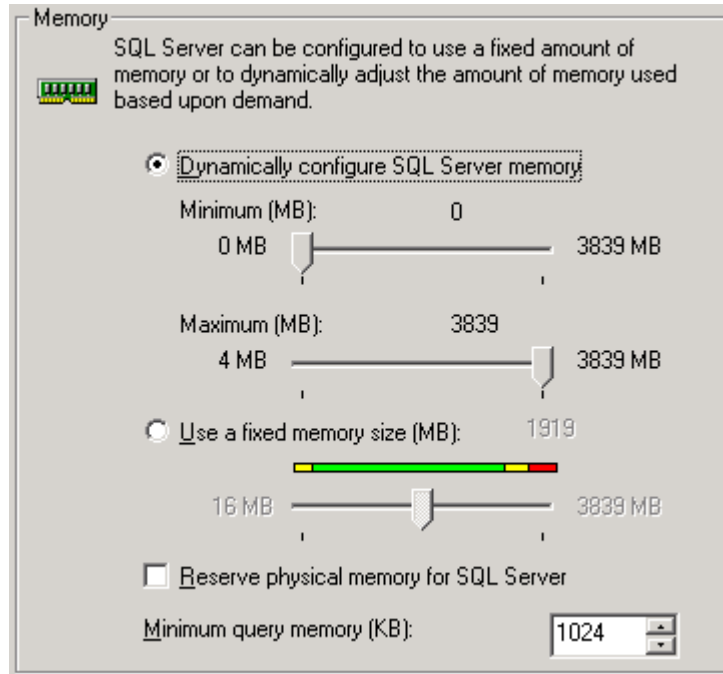 Memory
SQL Server can be configured to use a fixed amount of
memory or to dynamically adjust the amount of memory used
based upon demand.
Dynamically configure SQL Server memory
Minimum (MB): 0
0 MB 3839 MB
Maximum (MB): 3839
4 MB 3839 MB
Use a fixed memory size (MB): 1919
16 MB 3839 MB
Reserve physical memory for SQL Server
Minimum query memory (KB): 1024